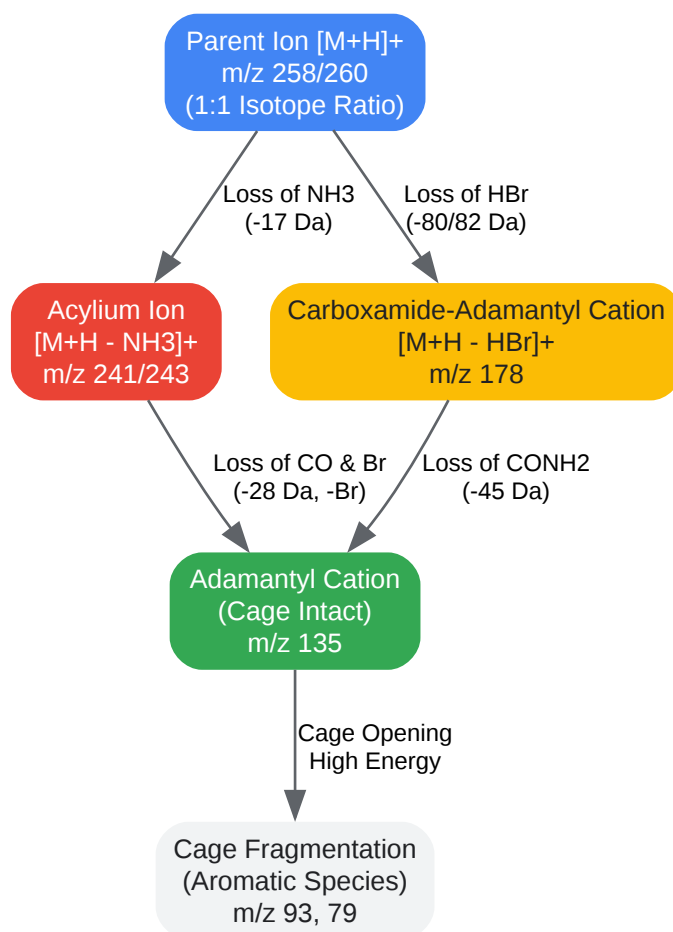 Parent Ion [M+H]+
m/z 258/260
(1:1 Isotope Ratio)
Loss of NH3
(-17 Da)
Loss of HBr
(-80/82 Da)
Acylium Ion
[M+H - NH3]+
m/z 241/243
Carboxamide-Adamantyl Cation
[M+H - HBr]+
m/z 178
Loss of CO & Br
(-28 Da, -Br)
Loss of CONH2
(-45 Da)
Adamantyl Cation
(Cage Intact)
m/z 135
Cage Opening
High Energy
Cage Fragmentation
(Aromatic Species)
m/z 93, 79